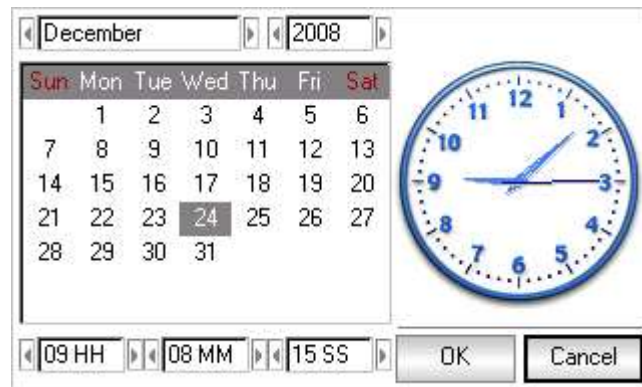 December 2008
Sun Mon Tue Wed Thu Fri Sat
1 2 3 4 5 6
7 8 9 10 11 12 13
14 15 16 17 18 19 20
21 22 23 24 25 26 27
28 29 30 31
12
11 1
10 2
9 3
8 4
7 5
6
09 HH 08 MM 15 SS OK Cancel